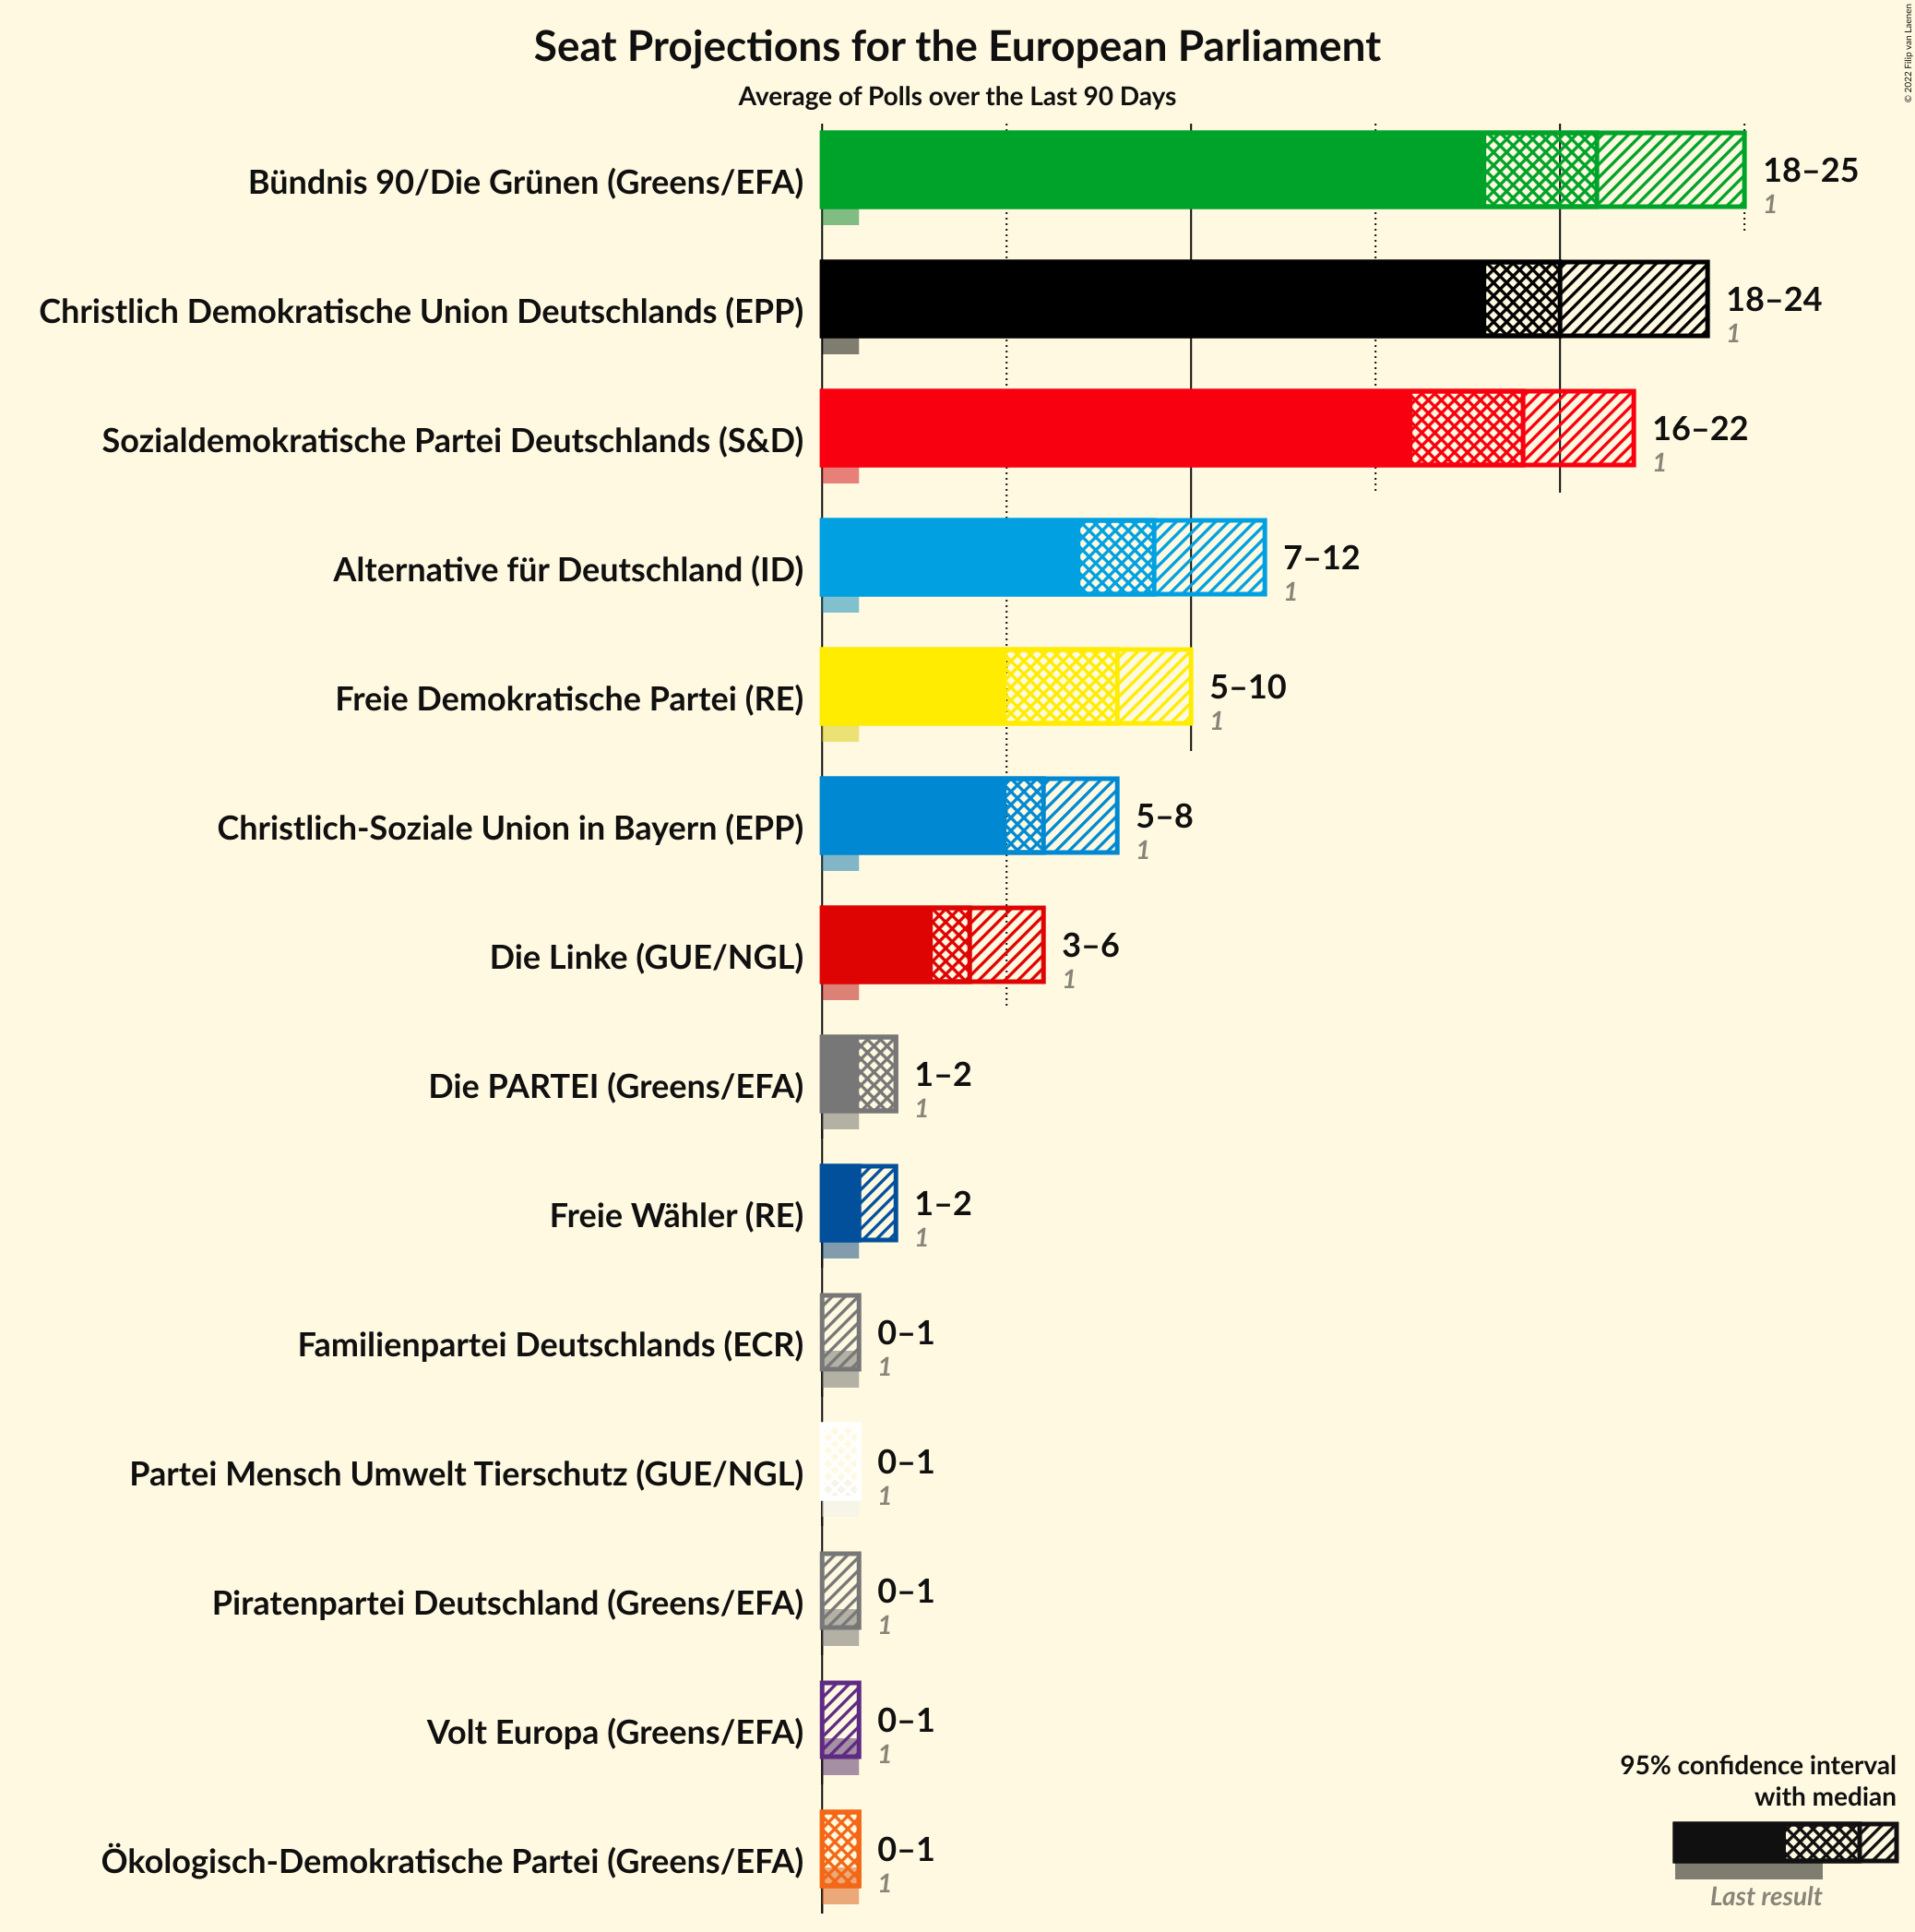 Seat Projections for the European Parliament
Average of Polls over the Last 90 Days
© 2022 Filip van Laenen
Bündnis 90/Die Grünen (Greens/EFA)
18–25
1
Christlich Demokratische Union Deutschlands (EPP)
18–24
1
Sozialdemokratische Partei Deutschlands (S&D)
16–22
1
Alternative für Deutschland (ID)
7–12
1
Freie Demokratische Partei (RE)
5–10
1
Christlich-Soziale Union in Bayern (EPP)
5–8
1
Die Linke (GUE/NGL)
3–6
1
Die PARTEI (Greens/EFA)
1–2
1
Freie Wähler (RE)
1–2
1
Familienpartei Deutschlands (ECR)
0–1
1
Partei Mensch Umwelt Tierschutz (GUE/NGL)
0–1
1
Piratenpartei Deutschland (Greens/EFA)
0–1
1
Volt Europa (Greens/EFA)
0–1
1
Ökologisch-Demokratische Partei (Greens/EFA)
0–1
1
95% confidence interval
with median
Last result